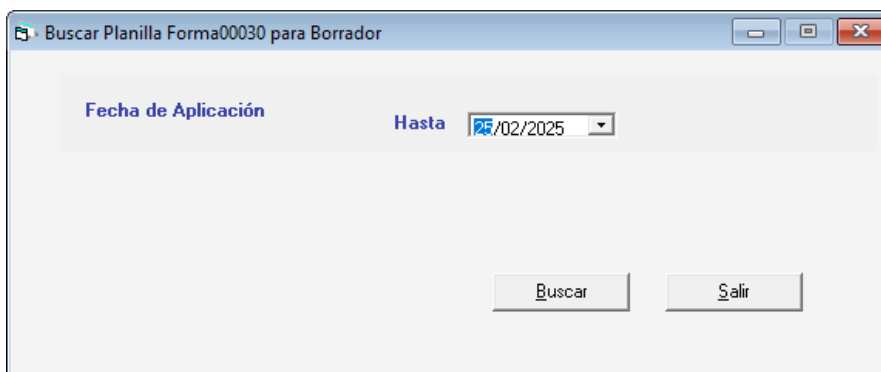 Buscar Planilla Forma00030 para Borrador
Fecha de Aplicación
Hasta 25/02/2025
Buscar Salir